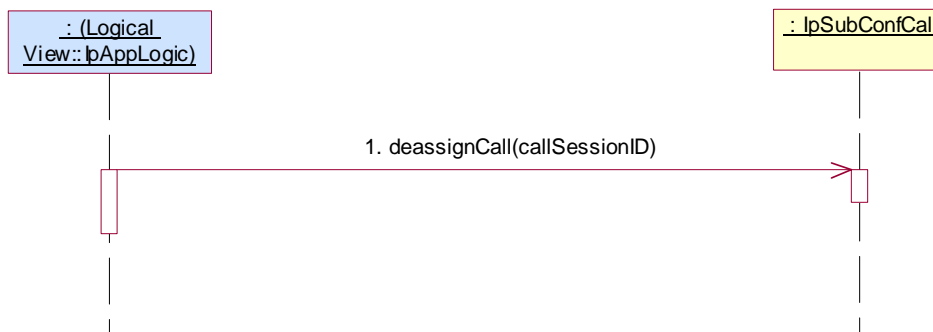 : (Logical
View::IpAppLogic)
: IpSubConfCal
1. deassignCall(callSessionID)